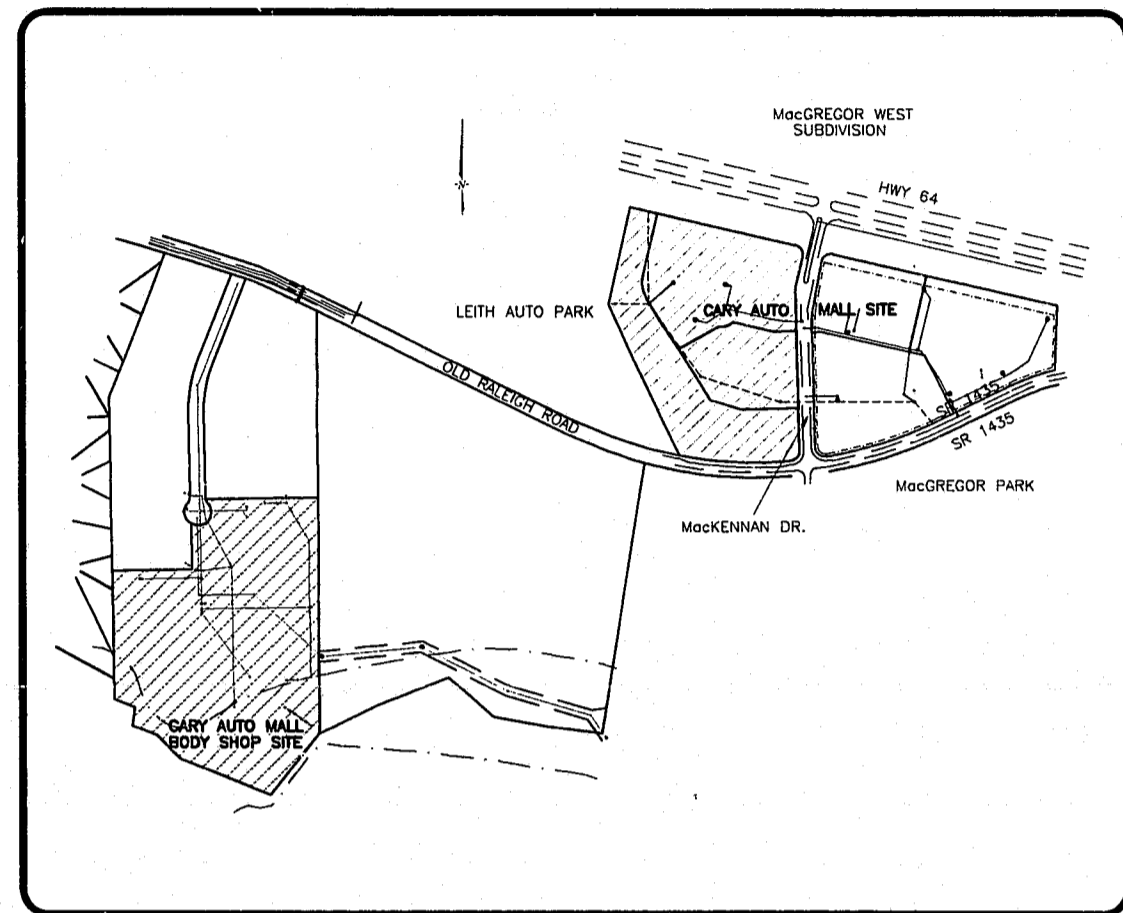 MacGREGOR WEST
SUBDIVISION
HWY 64
N
LEITH AUTO PARK
CARY AUTO MALL SITE
OLD RALEIGH ROAD
SR 1435
SR 1435
MacGREGOR PARK
MacKENNAN DR.
CARY AUTO MALL
BODY SHOP SITE